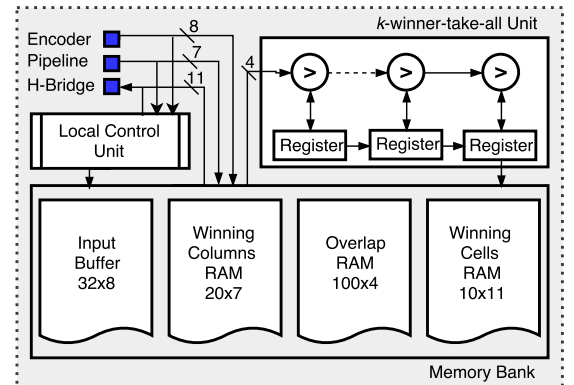 k-winner-take-all Unit
Encoder
8
Pipeline
7
H-Bridge
11
4
>
>
>
Local Control
Unit
Register
Register
Register
Input
Buffer
32x8
Winning
Columns
RAM
20x7
Overlap
RAM
100x4
Winning
Cells
RAM
10x11
Memory Bank